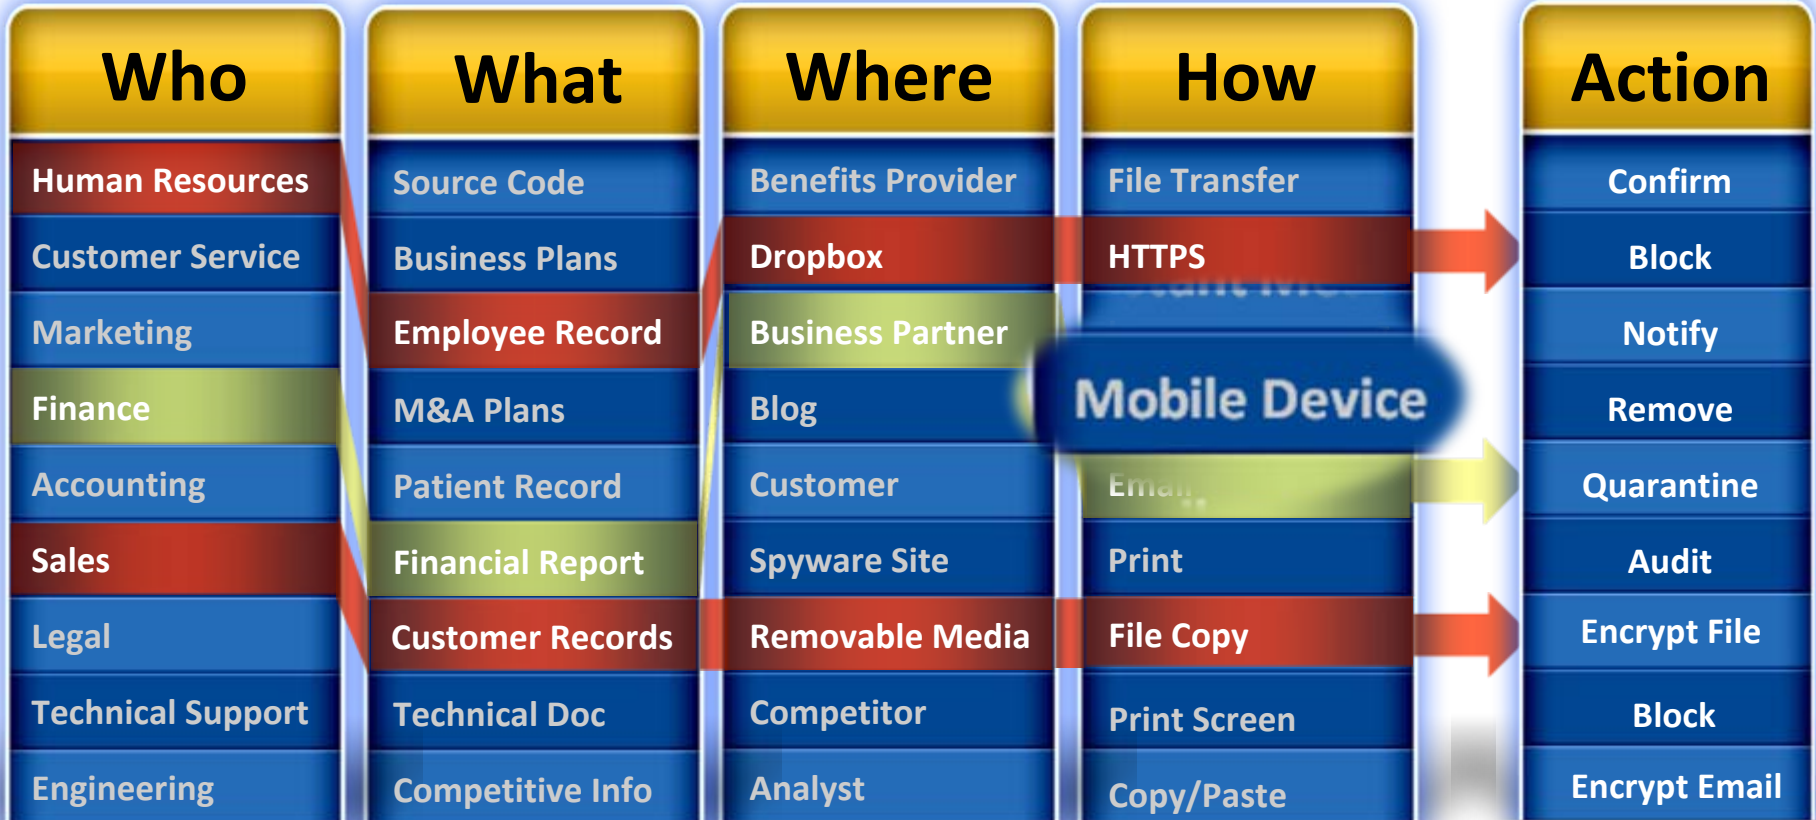 Who
Human Resources
Customer Service
Marketing
Finance
Accounting
Sales
Legal
Technical Support
Engineering
What
Source Code
Business Plans
Employee Record
M&A Plans
Patient Record
Financial Report
Customer Records
Technical Doc
Competitive Info
Where
Benefits Provider
Dropbox
Business Partner
Blog
Customer
Spyware Site
Removable Media
Competitor
Analyst
How
File Transfer
HTTPS
Mobile Device
Email
Print
File Copy
Print Screen
Copy/Paste
Action
Confirm
Block
Notify
Remove
Quarantine
Audit
Encrypt File
Block
Encrypt Email